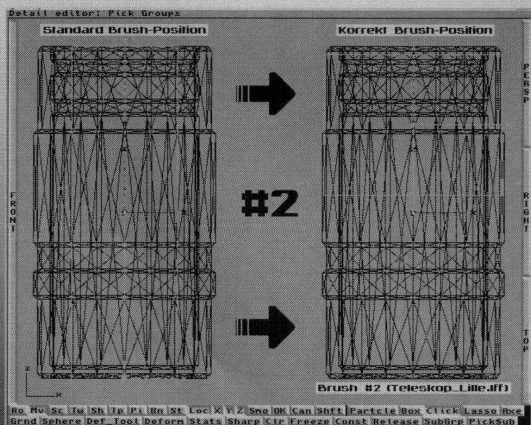 Detail editor: Pick Groups
Standard Brush-Position
Korrekt Brush-Position
#2
FRONT
PERSP
RIGHT
TOP
Z
X
Brush #2 (Teleskop_Lille.Iff)
Ro Mv Sc Tw Sh Tp Pi Bn St Loc X Y Z Smo OK Can Shft Partcle Box Click Lasso Axe
Grnd Sphere Def_Tool Deform Stats Sharp Clr Freeze Const Release SubGrp PickSub